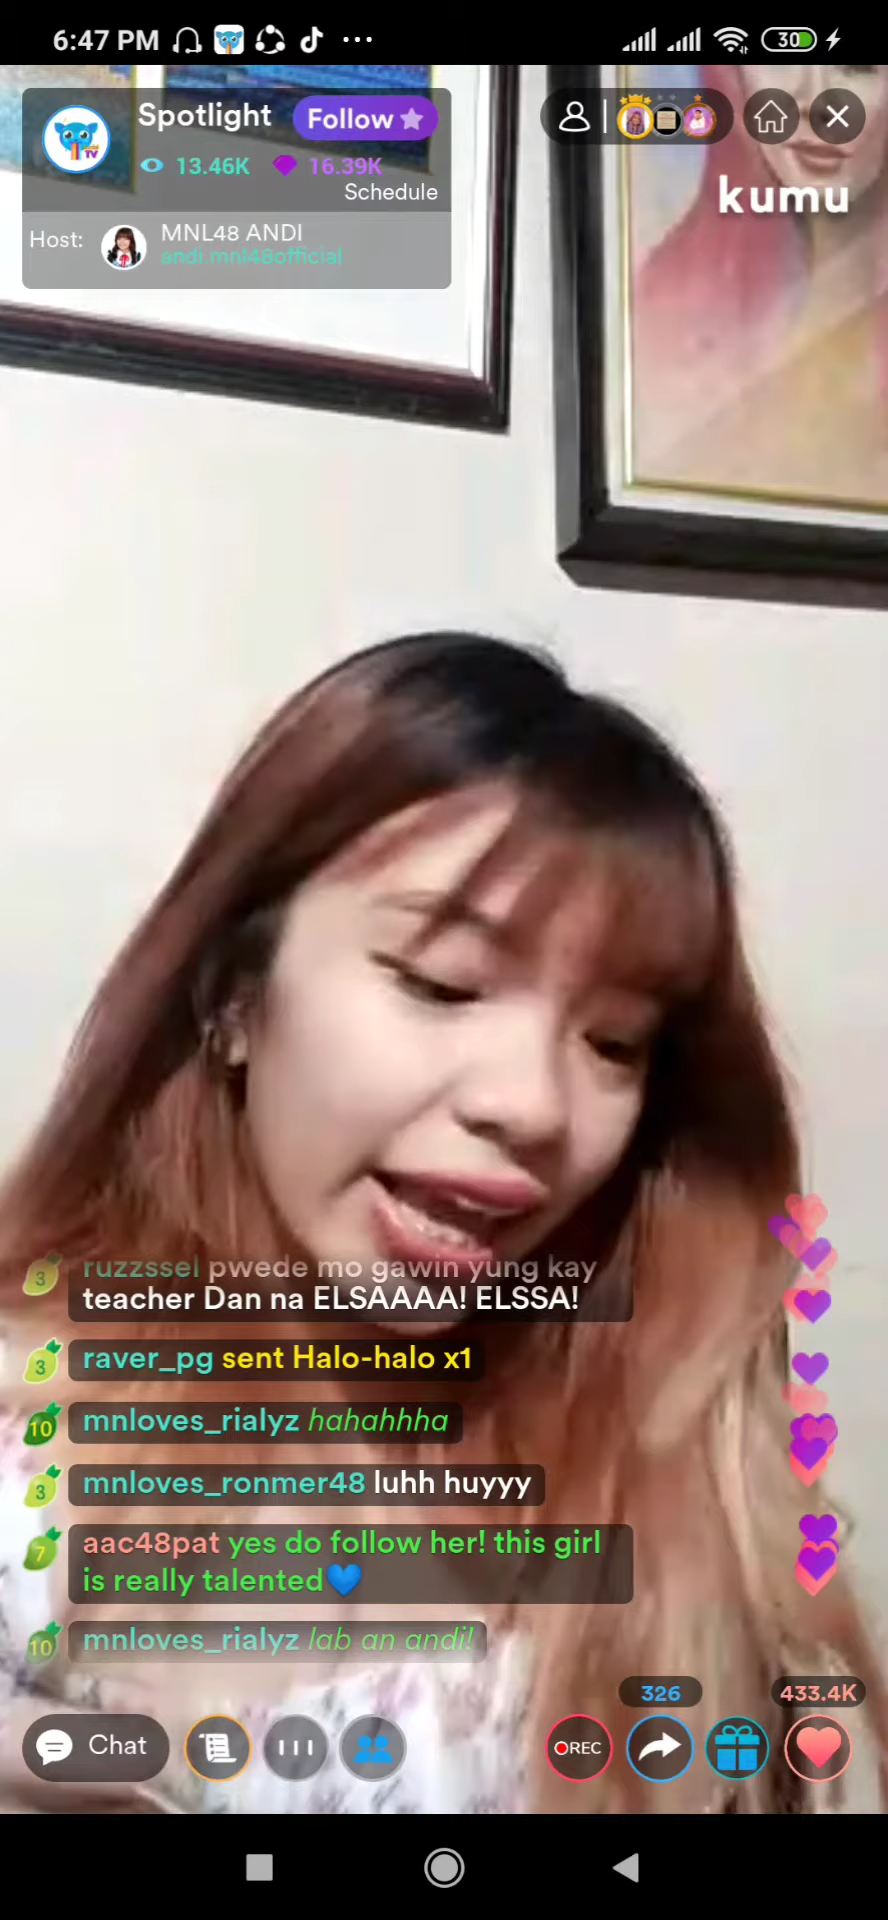 6:47 PM
30
Spotlight
Follow
13.46K
16.39K
Schedule
Host:
MNL48 ANDI
andi.mnl48official
kumu
TV
3
ruzzssel pwede mo gawin yung kay
teacher Dan na ELSAAAA! ELSSA!
3
raver_pg sent Halo-halo x1
10
mnloves_rialyz hahahhha
3
mnloves_ronmer48 luhh huyyy
7
aac48pat yes do follow her! this girl
is really talented💙
10
mnloves_rialyz lab an andi!
326
433.4K
Chat
REC